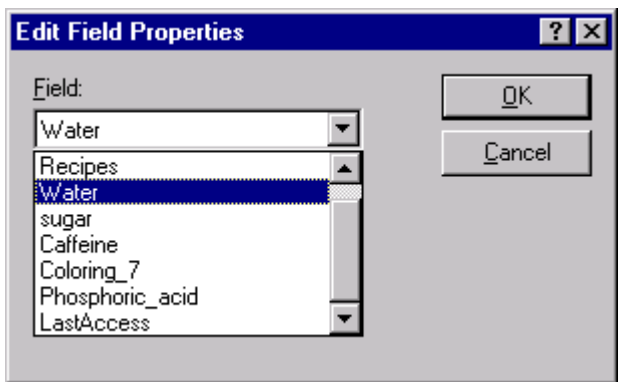 Edit Field Properties
Field:
OK
Water
Cancel
Recipes
Water
sugar
Caffeine
Coloring_7
Phosphoric_acid
LastAccess